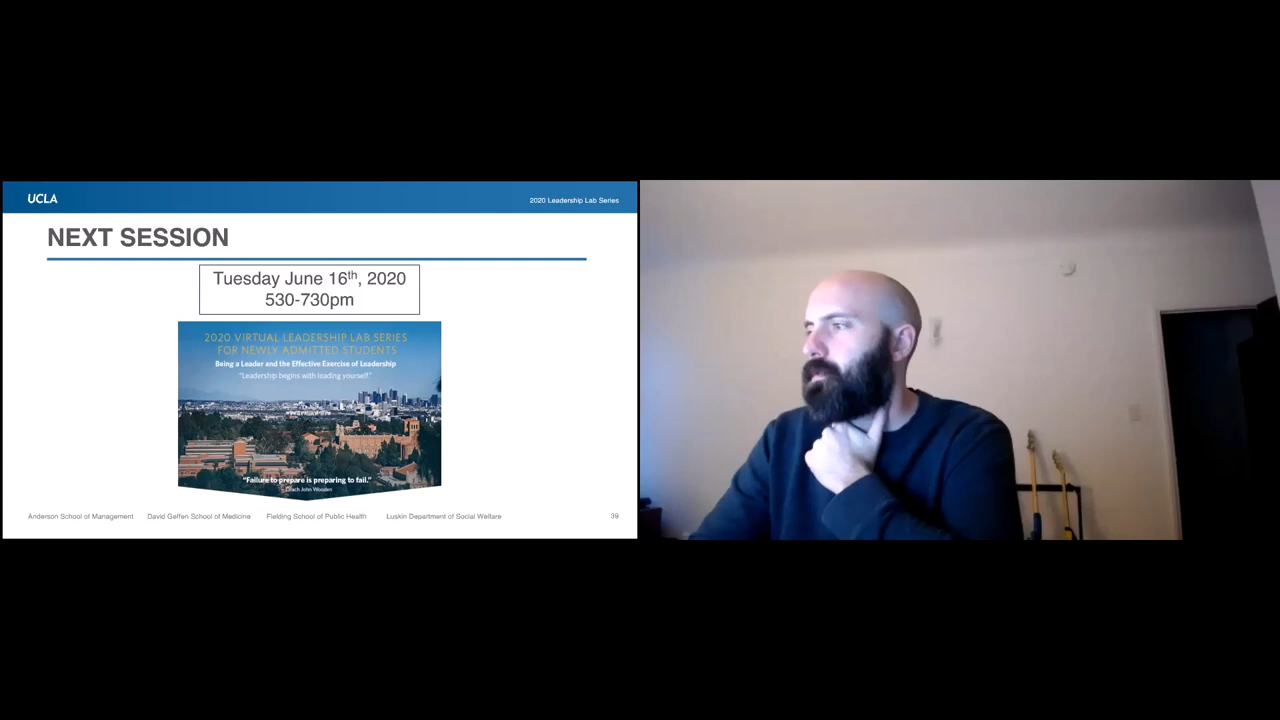 UCLA
2020 Leadership Lab Series
NEXT SESSION
Tuesday June 16th, 2020
530-730pm
2020 VIRTUAL LEADERSHIP LAB SERIES
FOR NEWLY ADMITTED STUDENTS
Being a Leader and the Effective Exercise of Leadership
"Leadership begins with leading yourself."
"Failure to prepare is preparing to fail."
- Coach John Wooden
Anderson School of Management David Geffen School of Medicine Fielding School of Public Health Luskin Department of Social Welfare 39